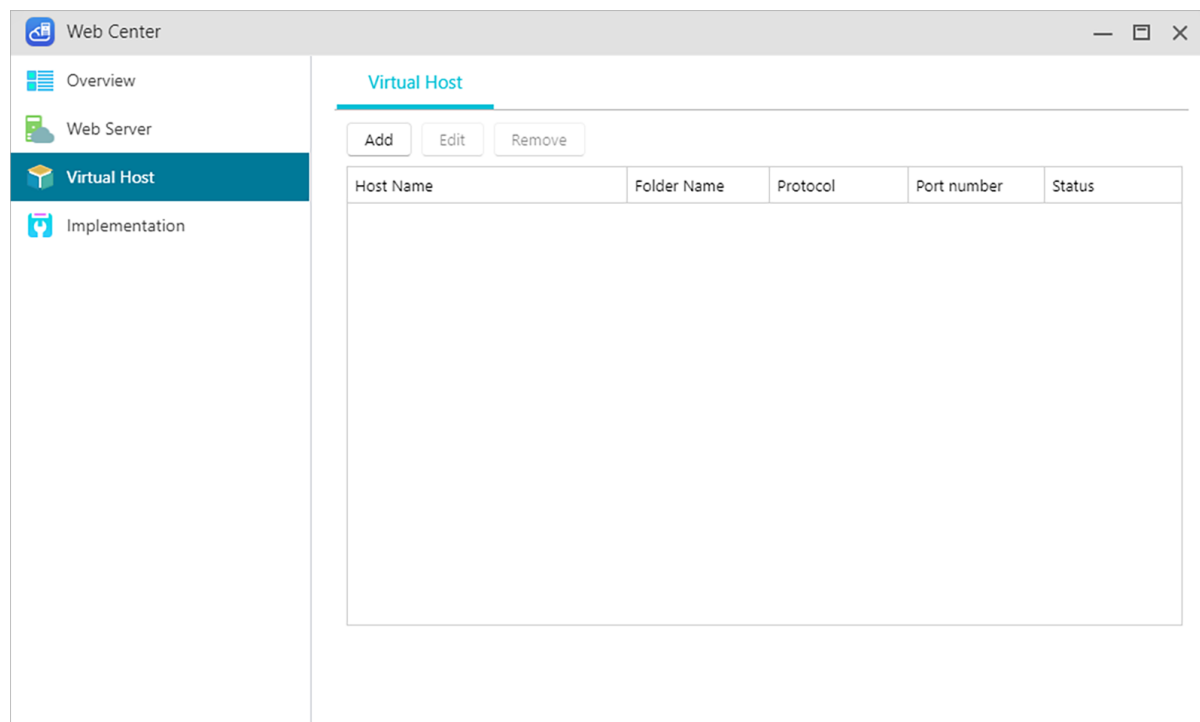 Web Center
Overview
Web Server
Virtual Host
Implementation
Virtual Host
Add Edit Remove
Host Name Folder Name Protocol Port number Status